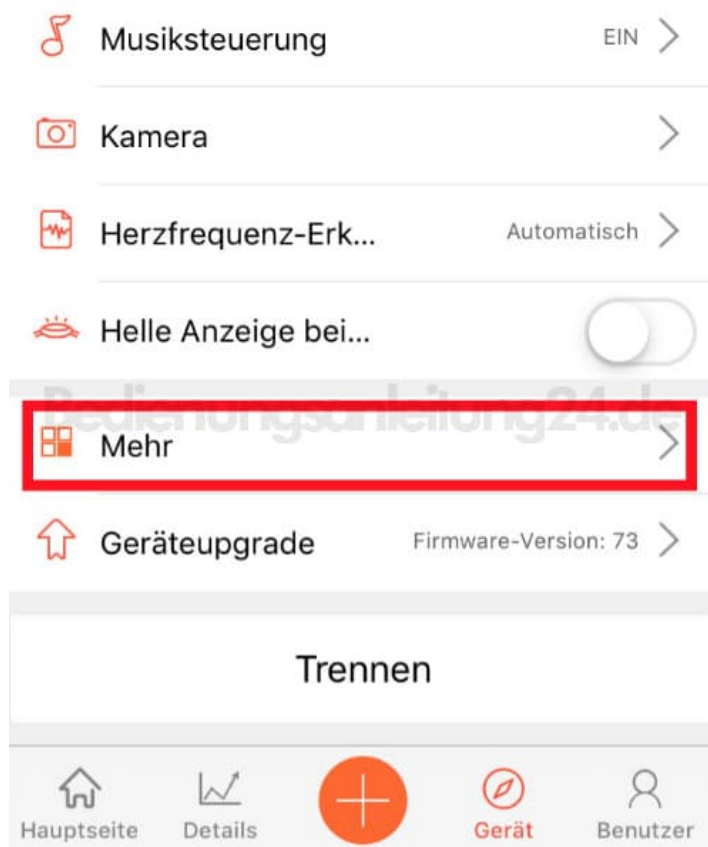 Musiksteuerung EIN
Kamera
Herzfrequenz-Erk... Automatisch
Helle Anzeige bei...
Bedienungsanleitung24.de
Mehr
Geräteupgrade Firmware-Version: 73
Trennen
Hauptseite Details Gerät Benutzer